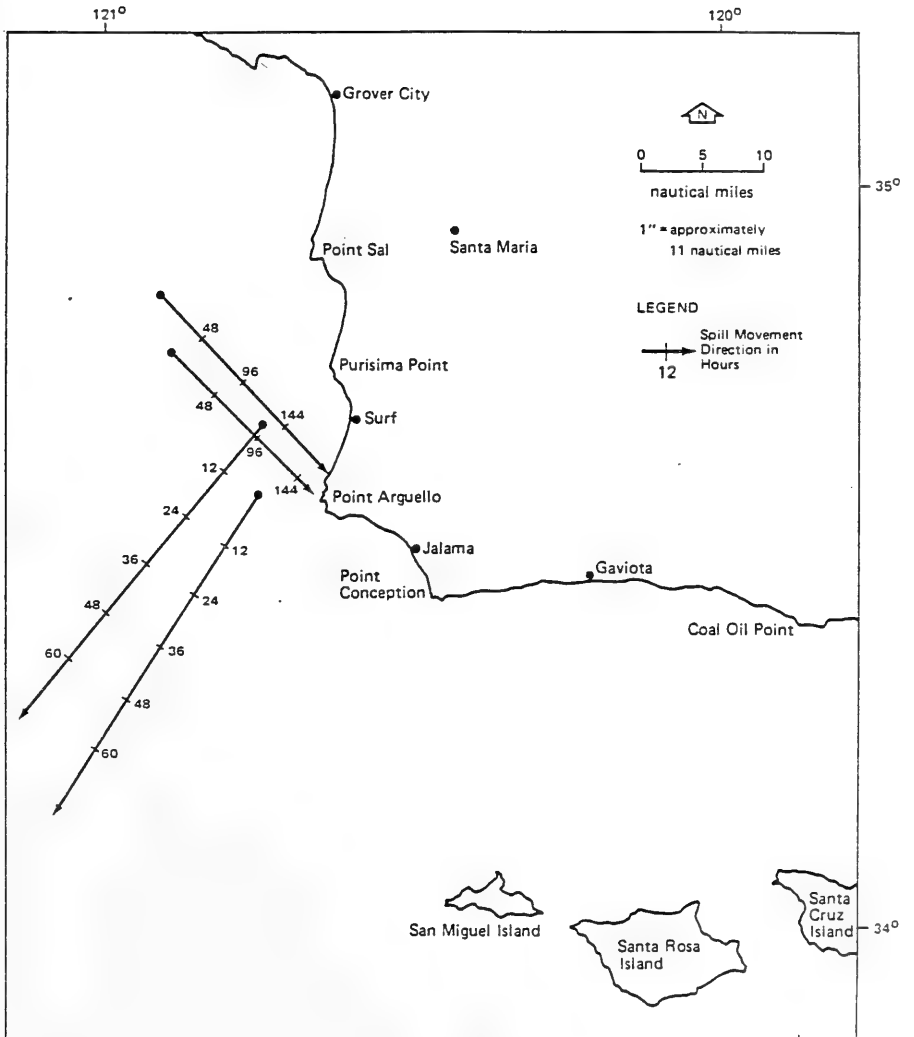 121°
120°
Grover City
N
0 5 10
nautical miles
35°
1" = approximately
11 nautical miles
Santa Maria
Point Sal
LEGEND
Spill Movement
Direction in
Hours
12
48
96
144
Purisima Point
48
96
144
Surf
Point Arguello
12
24
36
48
60
12
24
36
48
60
Jalama
Point
Conception
Gaviota
Coal Oil Point
San Miguel Island
Santa Rosa
Island
Santa
Cruz
Island
34°